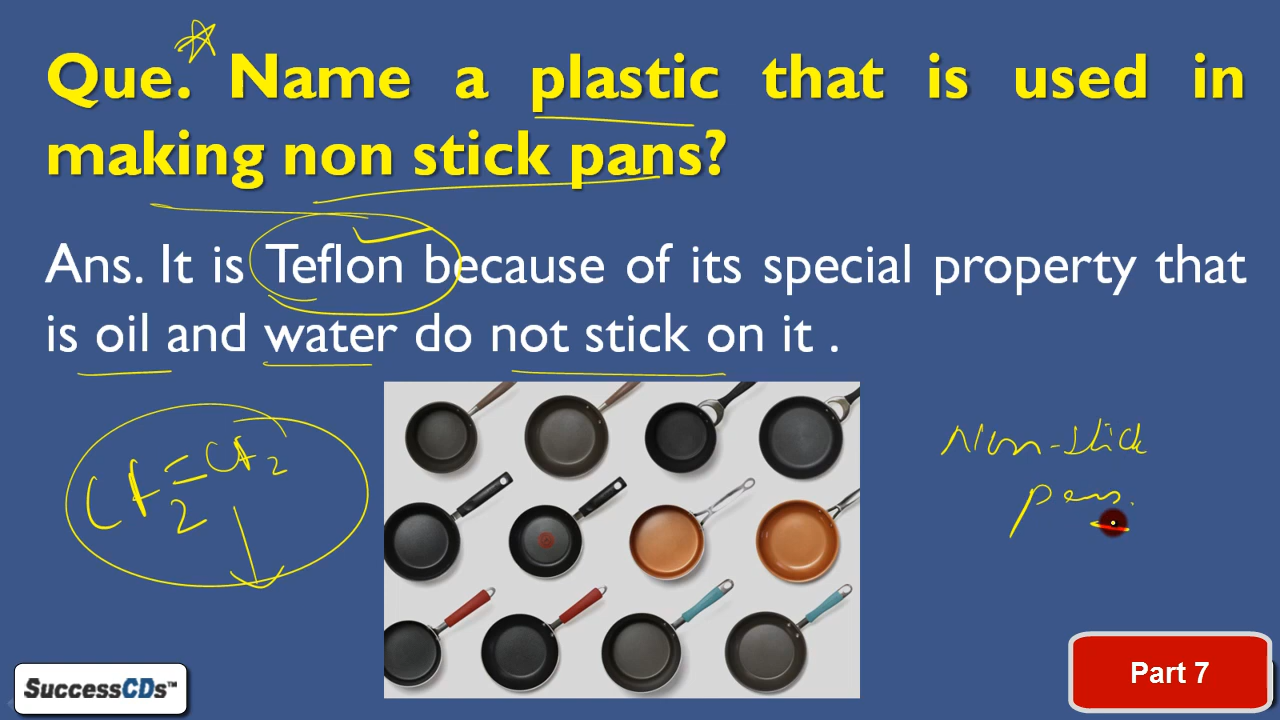 Que. Name a plastic that is used in
making non stick pans?
Ans. It is Teflon because of its special property that
is oil and water do not stick on it .
CF2=CF2
Non-stick
pans.
SuccessCDs™
Part 7